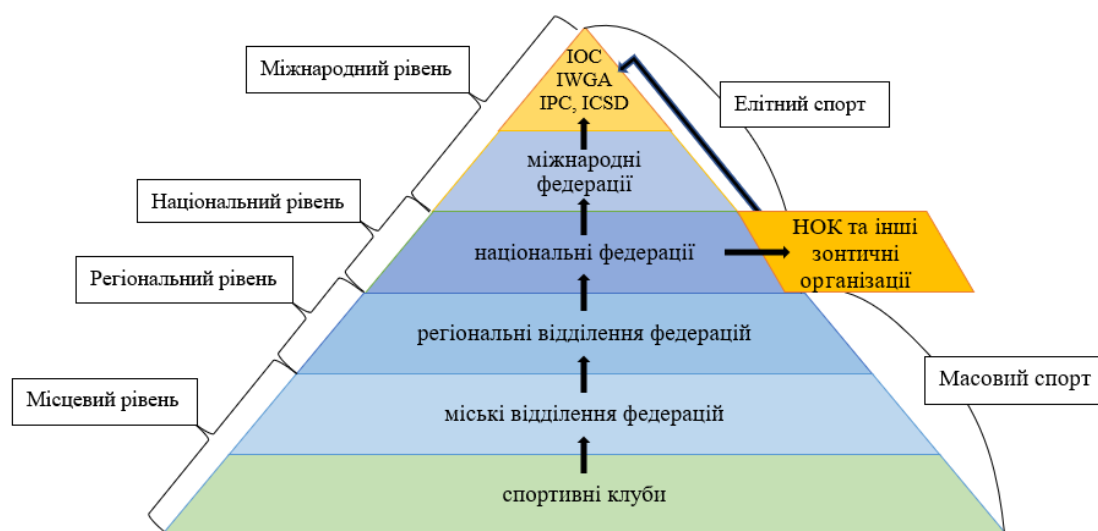 Міжнародний рівень
IOC
IWGA
IPC, ICSD
Елітний спорт
міжнародні
федерації
Національний рівень
національні федерації
НОК та інші
зонтичні
організації
Регіональний рівень
регіональні відділення федерацій
Масовий спорт
Місцевий рівень
міські відділення федерацій
спортивні клуби